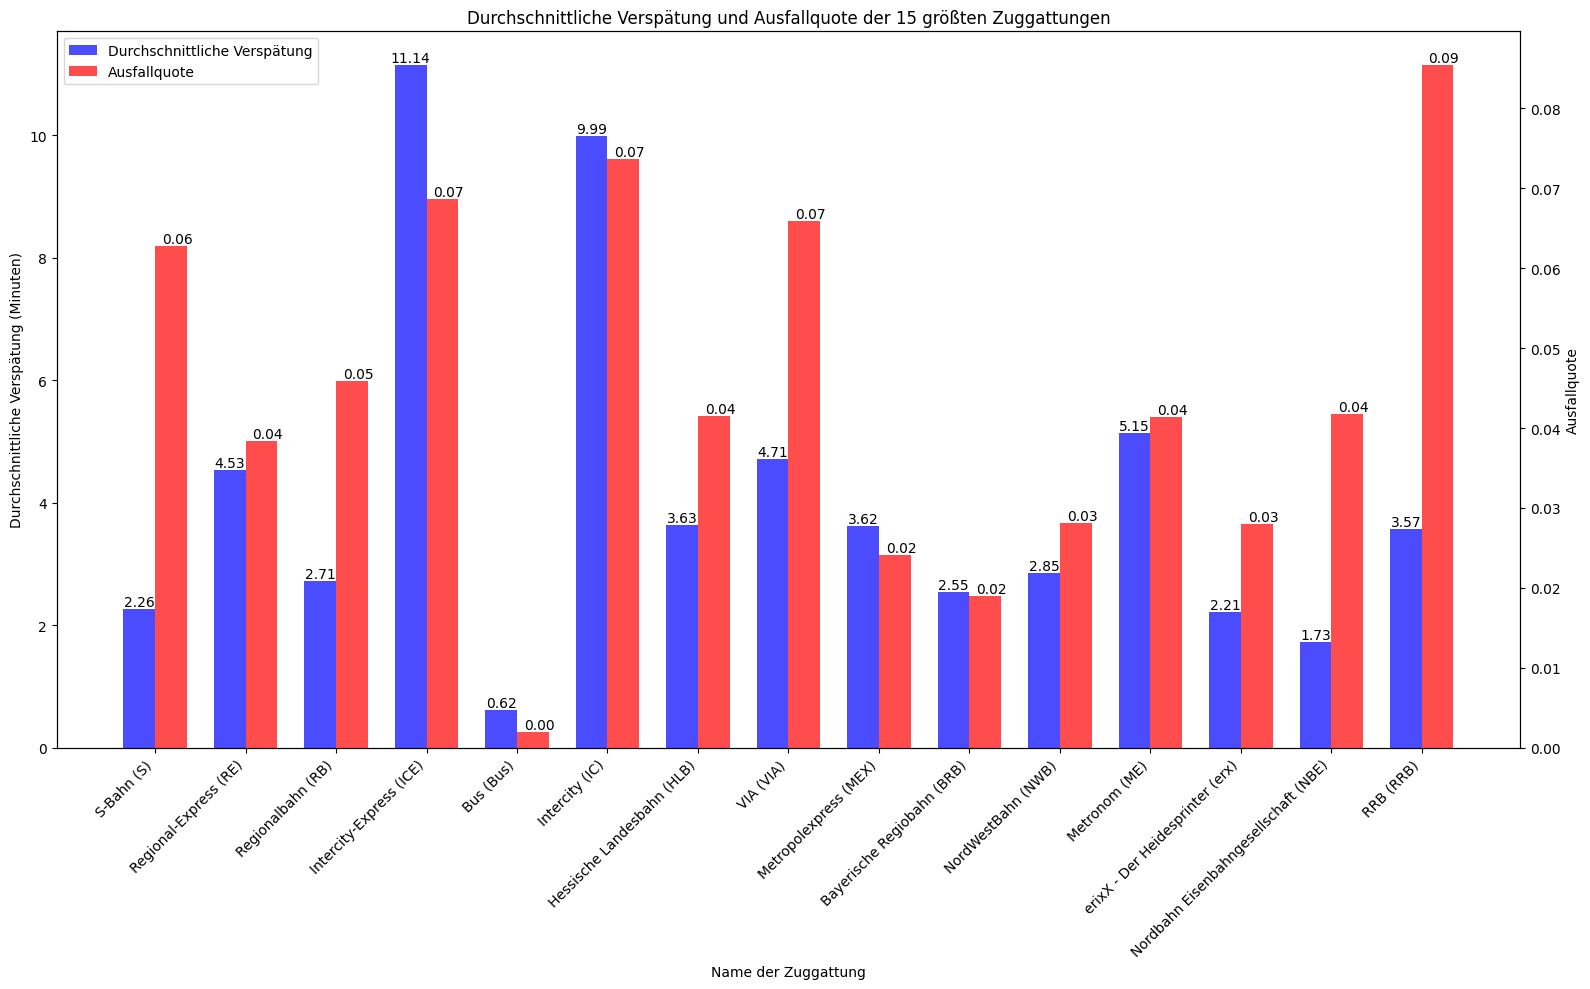 Durchschnittliche Verspätung und Ausfallquote der 15 größten Zuggattungen
Durchschnittliche Verspätung
Ausfallquote
Durchschnittliche Verspätung (Minuten)
0
2
4
6
8
10
2.26
0.06
4.53
0.04
2.71
0.05
11.14
0.07
0.62
0.00
9.99
0.07
3.63
0.04
4.71
0.07
3.62
0.02
2.55
0.02
2.85
0.03
5.15
0.04
2.21
0.03
1.73
0.04
3.57
0.09
0.00
0.01
0.02
0.03
0.04
0.05
0.06
0.07
0.08
Ausfallquote
S-Bahn (S)
Regional-Express (RE)
Regionalbahn (RB)
Intercity-Express (ICE)
Bus (Bus)
Intercity (IC)
Hessische Landesbahn (HLB)
VIA (VIA)
Metropolexpress (MEX)
Bayerische Regiobahn (BRB)
NordWestBahn (NWB)
Metronom (ME)
erixX - Der Heidesprinter (erx)
Nordbahn Eisenbahngesellschaft (NBE)
RRB (RRB)
Name der Zuggattung